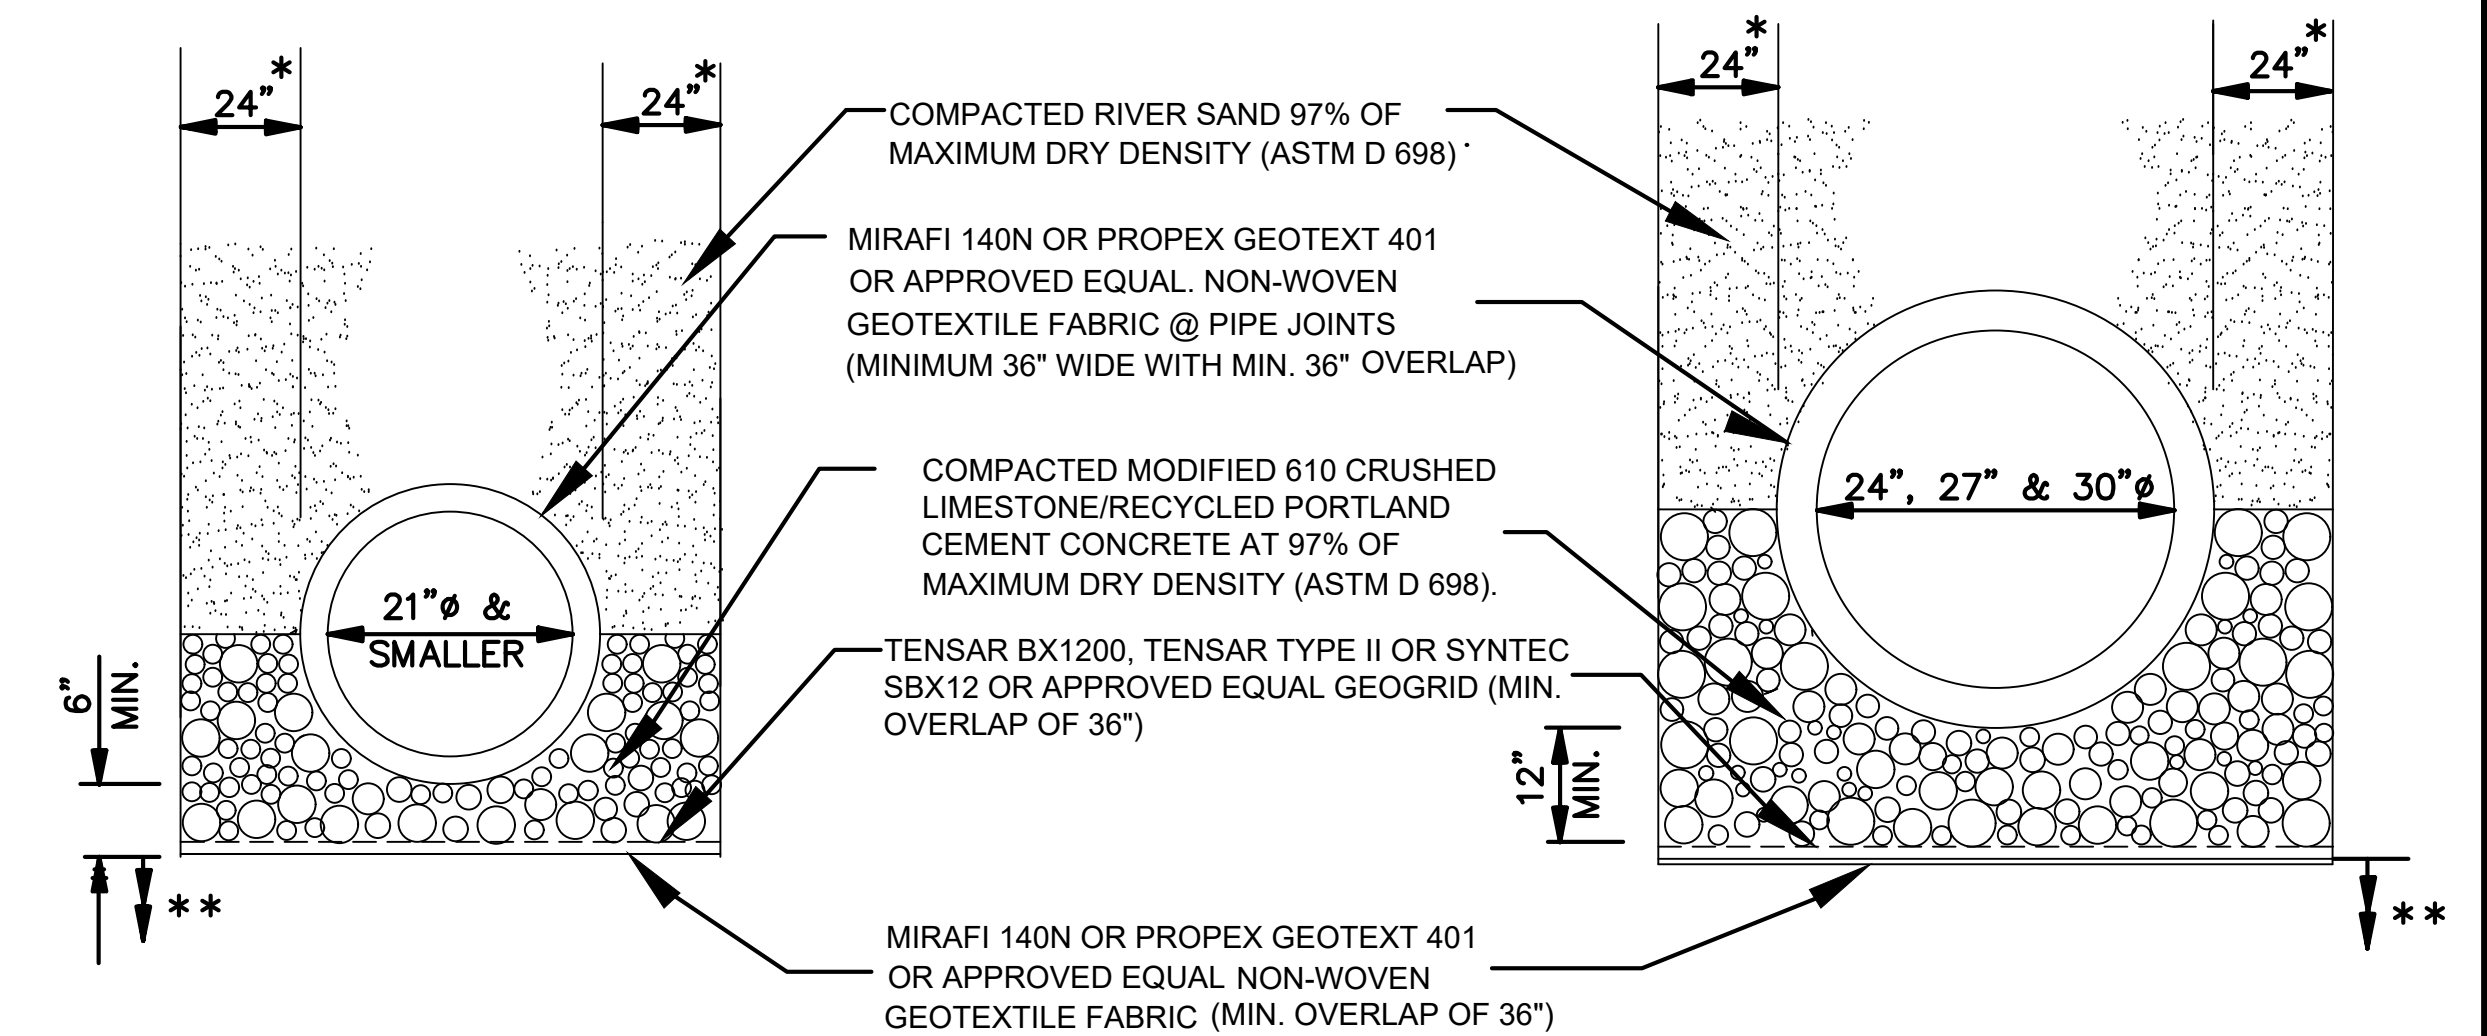 24”*
24”*
24”*
24”*
COMPACTED RIVER SAND 97% OF
MAXIMUM DRY DENSITY (ASTM D 698) .
MIRAFI 140N OR PROPEX GEOTEXT 401
OR APPROVED EQUAL. NON-WOVEN
GEOTEXTILE FABRIC @ PIPE JOINTS
(MINIMUM 36" WIDE WITH MIN. 36" OVERLAP)
COMPACTED MODIFIED 610 CRUSHED
LIMESTONE/RECYCLED PORTLAND
CEMENT CONCRETE AT 97% OF
MAXIMUM DRY DENSITY (ASTM D 698).
24”, 27” & 30”ø
21”ø &
SMALLER
6”
MIN.
TENSAR BX1200, TENSAR TYPE II OR SYNTEC
SBX12 OR APPROVED EQUAL GEOGRID (MIN.
OVERLAP OF 36")
12”
MIN.
**
**
MIRAFI 140N OR PROPEX GEOTEXT 401
OR APPROVED EQUAL NON-WOVEN
GEOTEXTILE FABRIC (MIN. OVERLAP OF 36")